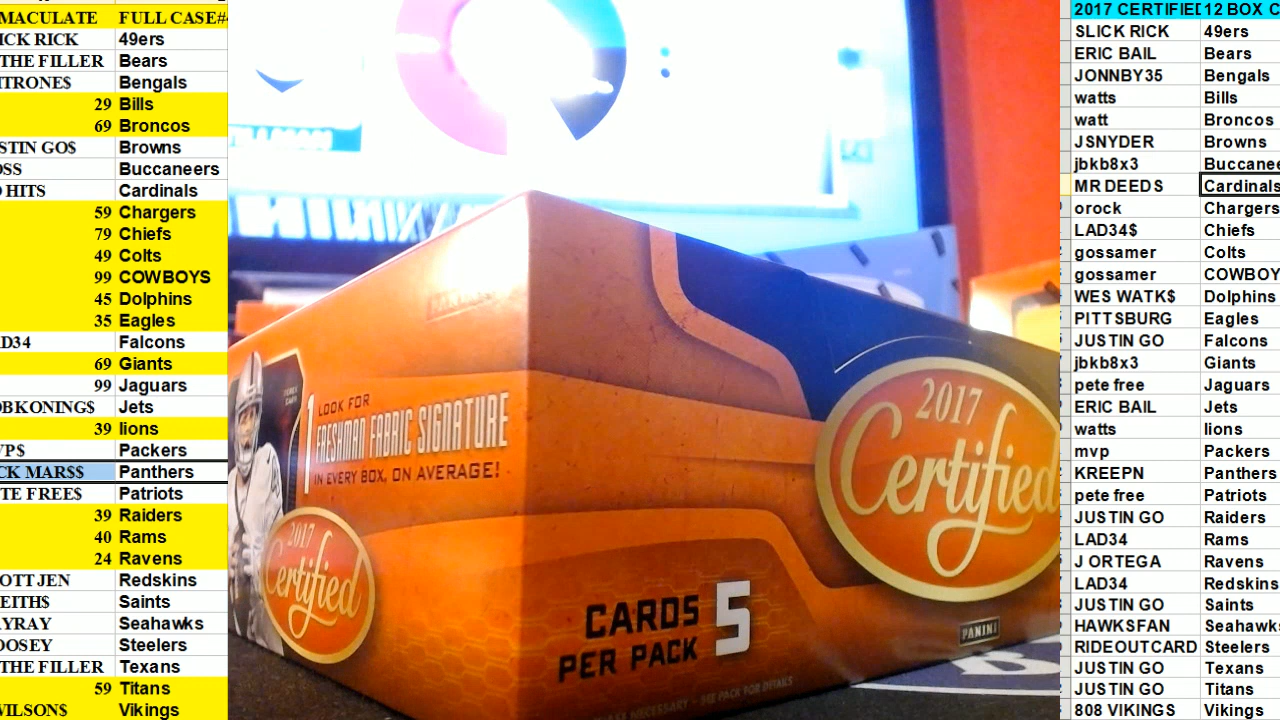 MACULATE FULL CASE#
ICK RICK 49ers
THE FILLER Bears
ITRONE$ Bengals
29 Bills
69 Broncos
STIN GO$ Browns
OSS Buccaneers
O HITS Cardinals
59 Chargers
79 Chiefs
49 Colts
99 COWBOYS
45 Dolphins
35 Eagles
AD34 Falcons
69 Giants
99 Jaguars
OBKONING$ Jets
39 lions
VP$ Packers
CK MAR$$ Panthers
TE FREE$ Patriots
39 Raiders
40 Rams
24 Ravens
OTT JEN Redskins
EITH$ Saints
AYRAY Seahawks
OOSEY Steelers
THE FILLER Texans
59 Titans
WILSON$ Vikings
1 LOOK FOR
FRESHMAN FABRIC SIGNATURE
IN EVERY BOX, ON AVERAGE!
2017
Certified
2017
Certified
CARDS
PER PACK 5
PANINI
2017 CERTIFIED 12 BOX C
SLICK RICK 49ers
ERIC BAIL Bears
JONNBY35 Bengals
watts Bills
watt Broncos
JSNYDER Browns
jbkb8x3 Buccanee
MR DEEDS Cardinals
orock Chargers
LAD34$ Chiefs
gossamer Colts
gossamer COWBOY
WES WATK$ Dolphins
PITTSBURG Eagles
JUSTIN GO Falcons
jbkb8x3 Giants
pete free Jaguars
ERIC BAIL Jets
watts lions
mvp Packers
KREEPN Panthers
pete free Patriots
JUSTIN GO Raiders
LAD34 Rams
J ORTEGA Ravens
LAD34 Redskins
JUSTIN GO Saints
HAWKSFAN Seahawks
RIDEOUTCARD Steelers
JUSTIN GO Texans
JUSTIN GO Titans
808 VIKINGS Vikings